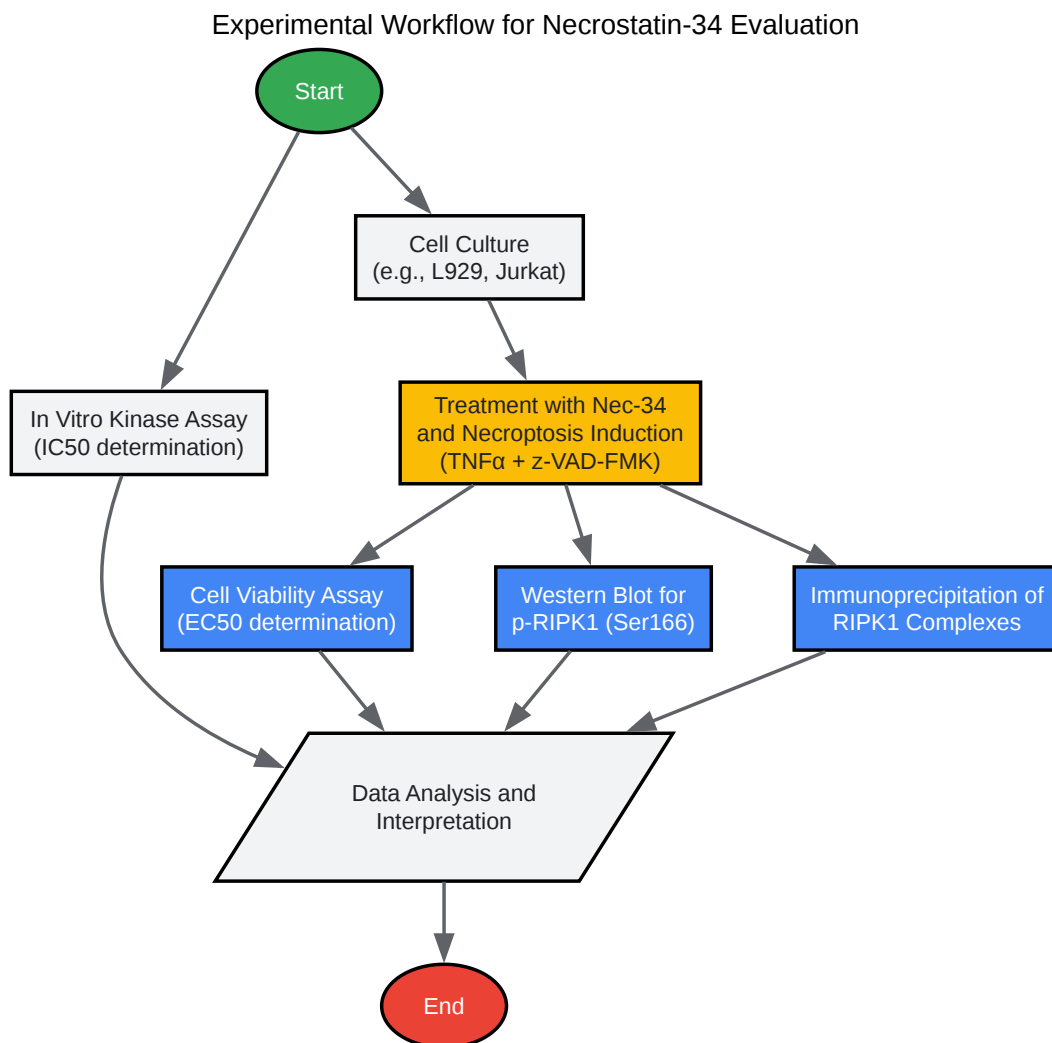 Experimental Workflow for Necrostatin-34 Evaluation
Start
Cell Culture
(e.g., L929, Jurkat)
In Vitro Kinase Assay
(IC50 determination)
Treatment with Nec-34
and Necroptosis Induction
(TNFα + z-VAD-FMK)
Cell Viability Assay
(EC50 determination)
Western Blot for
p-RIPK1 (Ser166)
Immunoprecipitation of
RIPK1 Complexes
Data Analysis and
Interpretation
End